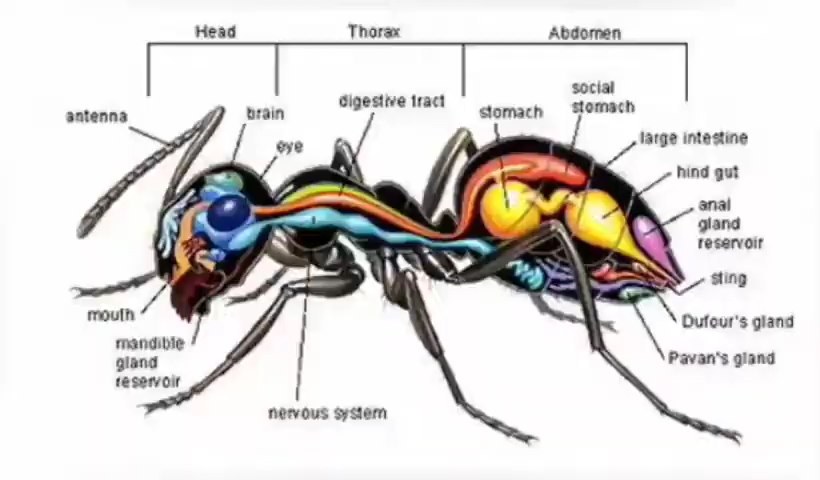 Head
Thorax
Abdomen
antenna
brain
eye
digestive tract
stomach
social
stomach
large intestine
hind gut
anal
gland
reservoir
sting
Dufour's gland
Pavan's gland
mouth
mandible
gland
reservoir
nervous system